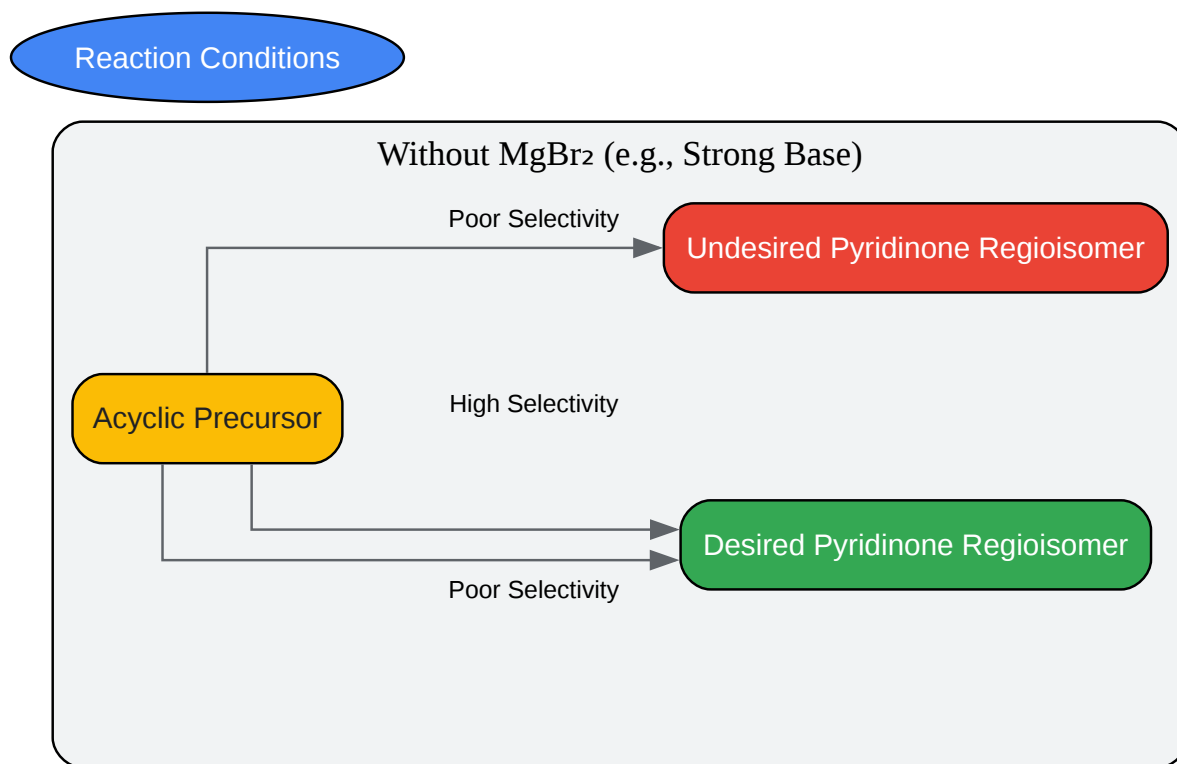 Reaction Conditions
Without MgBr₂ (e.g., Strong Base)
Poor Selectivity
Undesired Pyridinone Regioisomer
High Selectivity
Acyclic Precursor
Desired Pyridinone Regioisomer
Poor Selectivity